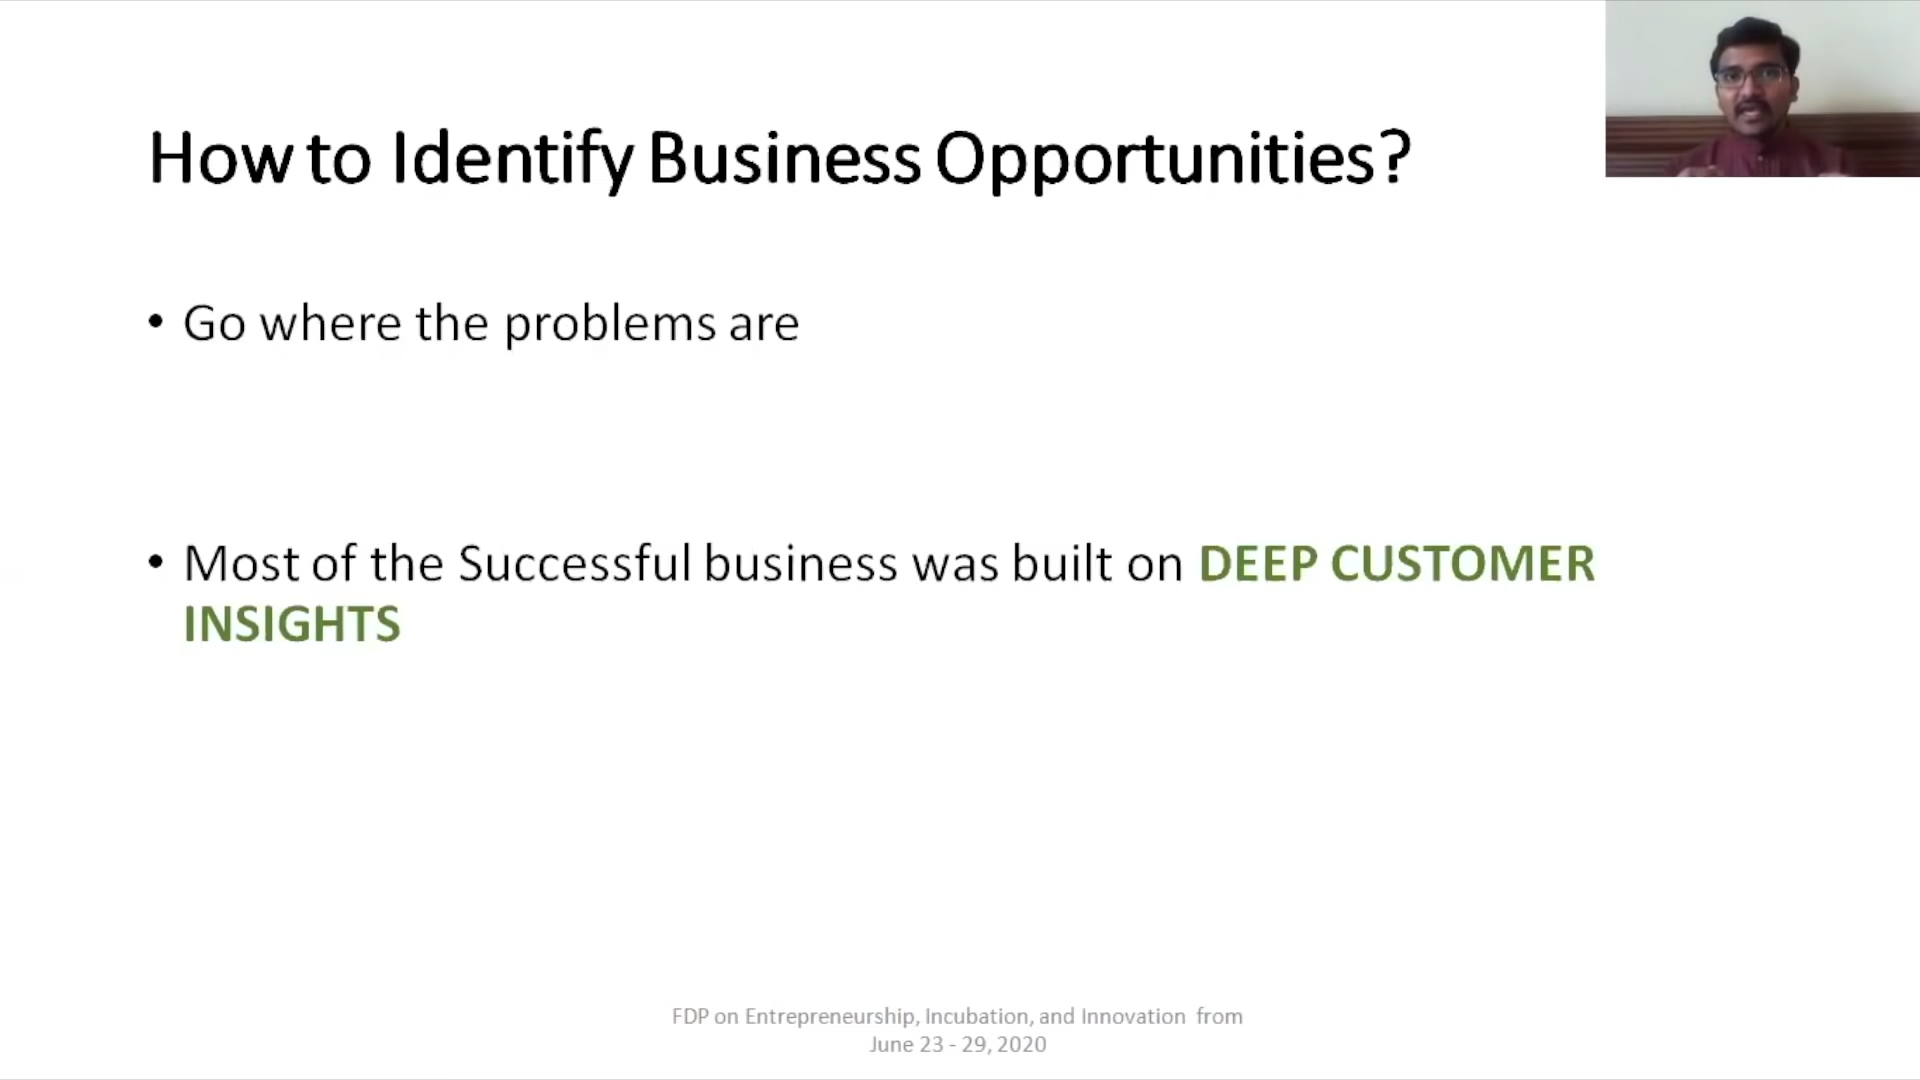 How to Identify Business Opportunities?
• Go where the problems are
• Most of the Successful business was built on DEEP CUSTOMER
INSIGHTS
FDP on Entrepreneurship, Incubation, and Innovation from
June 23 - 29, 2020